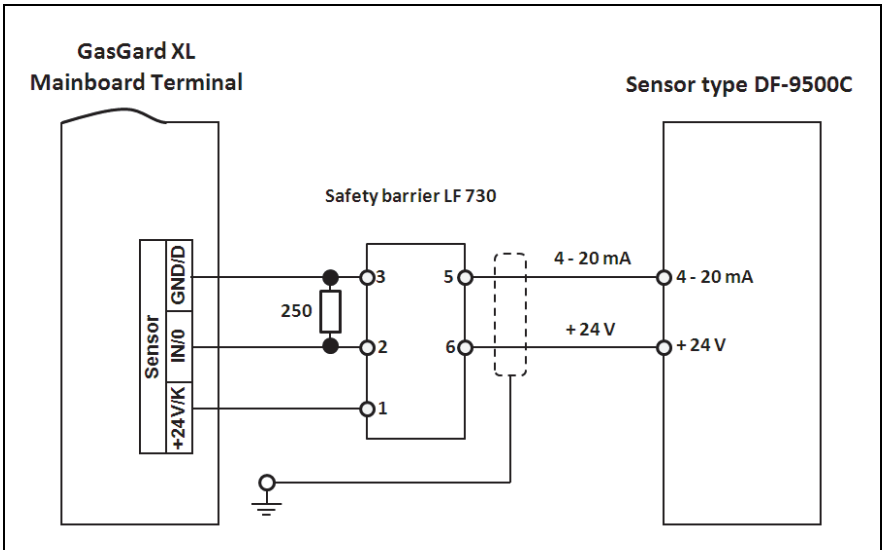 GasGard XL
Mainboard Terminal
Sensor type DF-9500C
Safety barrier LF 730
Sensor
GND/D
IN/0
+24V/K
250
3
2
1
5
6
4 - 20 mA
+ 24 V
4 - 20 mA
+ 24 V